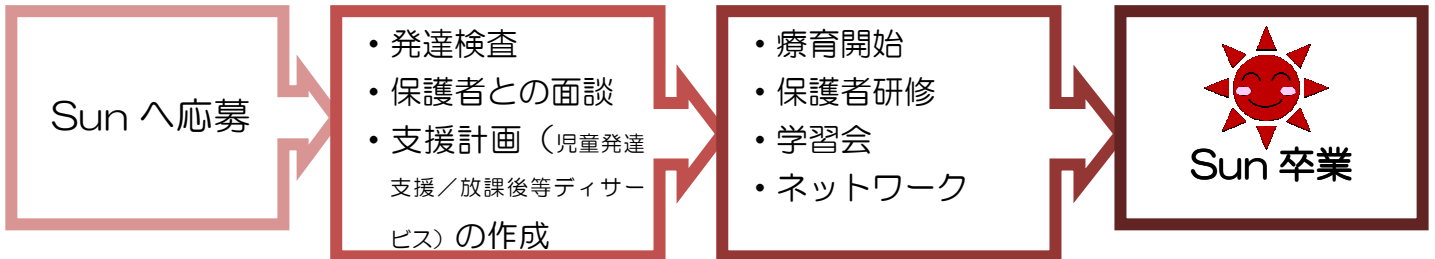 Sun へ応募
・発達検査
・保護者との面談
・支援計画（児童発達
支援／放課後等ディサー
ビス）の作成
・療育開始
・保護者研修
・学習会
・ネットワーク
Sun 卒業